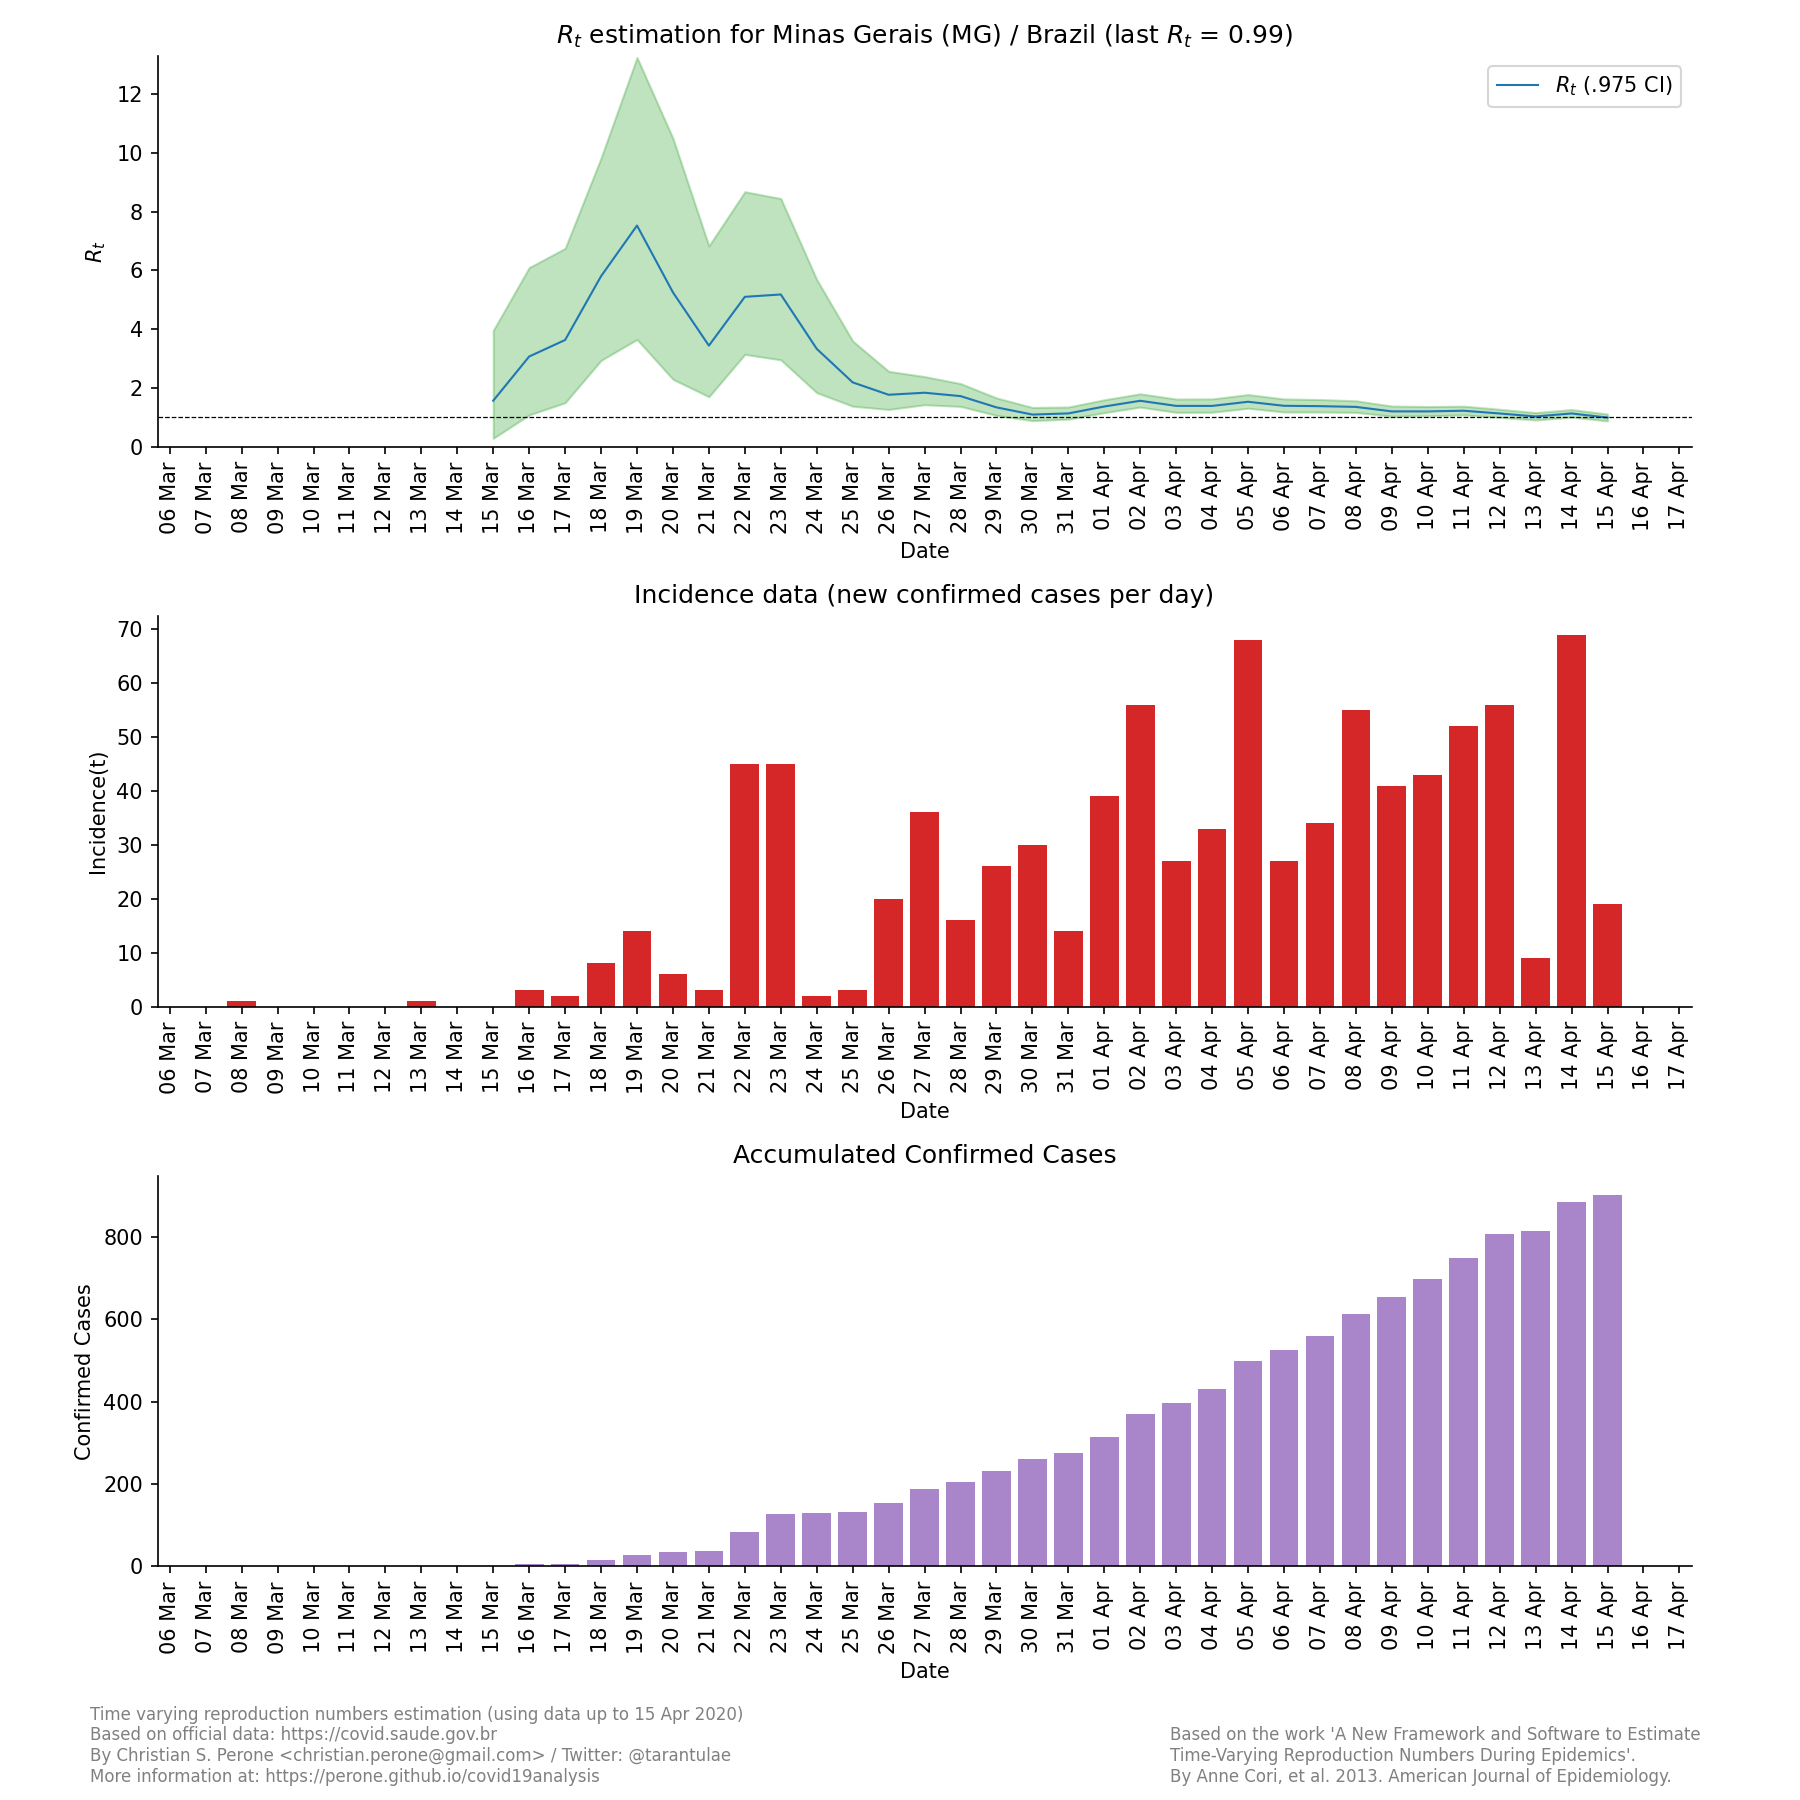 Rt estimation for Minas Gerais (MG) / Brazil (last Rt = 0.99)
Rt (.975 CI)
12
10
8
6
4
2
0
Rt
06 Mar 07 Mar 08 Mar 09 Mar 10 Mar 11 Mar 12 Mar 13 Mar 14 Mar 15 Mar 16 Mar 17 Mar 18 Mar 19 Mar 20 Mar 21 Mar 22 Mar 23 Mar 24 Mar 25 Mar 26 Mar 27 Mar 28 Mar 29 Mar 30 Mar 31 Mar 01 Apr 02 Apr 03 Apr 04 Apr 05 Apr 06 Apr 07 Apr 08 Apr 09 Apr 10 Apr 11 Apr 12 Apr 13 Apr 14 Apr 15 Apr 16 Apr 17 Apr
Date
Incidence data (new confirmed cases per day)
70
60
50
40
30
20
10
0
Incidence(t)
06 Mar 07 Mar 08 Mar 09 Mar 10 Mar 11 Mar 12 Mar 13 Mar 14 Mar 15 Mar 16 Mar 17 Mar 18 Mar 19 Mar 20 Mar 21 Mar 22 Mar 23 Mar 24 Mar 25 Mar 26 Mar 27 Mar 28 Mar 29 Mar 30 Mar 31 Mar 01 Apr 02 Apr 03 Apr 04 Apr 05 Apr 06 Apr 07 Apr 08 Apr 09 Apr 10 Apr 11 Apr 12 Apr 13 Apr 14 Apr 15 Apr 16 Apr 17 Apr
Date
Accumulated Confirmed Cases
800
600
400
200
0
Confirmed Cases
06 Mar 07 Mar 08 Mar 09 Mar 10 Mar 11 Mar 12 Mar 13 Mar 14 Mar 15 Mar 16 Mar 17 Mar 18 Mar 19 Mar 20 Mar 21 Mar 22 Mar 23 Mar 24 Mar 25 Mar 26 Mar 27 Mar 28 Mar 29 Mar 30 Mar 31 Mar 01 Apr 02 Apr 03 Apr 04 Apr 05 Apr 06 Apr 07 Apr 08 Apr 09 Apr 10 Apr 11 Apr 12 Apr 13 Apr 14 Apr 15 Apr 16 Apr 17 Apr
Date
Time varying reproduction numbers estimation (using data up to 15 Apr 2020)
Based on official data: https://covid.saude.gov.br
By Christian S. Perone <christian.perone@gmail.com> / Twitter: @tarantulae
More information at: https://perone.github.io/covid19analysis
Based on the work 'A New Framework and Software to Estimate
Time-Varying Reproduction Numbers During Epidemics'.
By Anne Cori, et al. 2013. American Journal of Epidemiology.